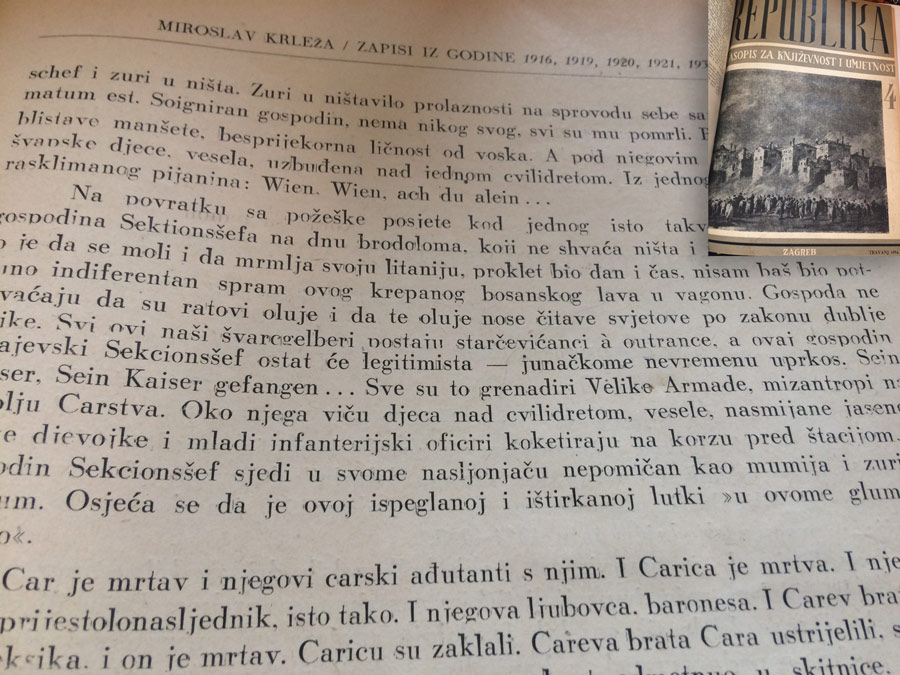 MIROSLAV KRLEŽA / ZAPISI IZ GODINE 1916, 1919, 1920, 1921,
schef i zuri u ništa. Zuri u ništavilo prolaznosti na sprovodu sebe sa
matum est. Soigniran gospodin, nema nikog svog, svi su mu pomrli.
blistave manšete, besprijekorna ličnost od voska. A pod njegovim
švapske djece, vesela, uzbuđena nad jednom cvilidretom. Iz jednog
rasklimanog pijanina: Wien, Wien, ach du alein...
Na povratku sa požeške posjete kod jednog isto takv
gospodina Sektionsšefa na dnu brodoloma, koji ne shvaća ništa i
je da se moli i da mrmlja svoju litaniju, proklet bio dan i čas, nisam baš bio pot-
uno indiferentan spram ovog krepanog bosanskog lava u vagonu. Gospoda ne
vaćaju da su ratovi oluje i da te oluje nose čitave svjetove po zakonu dublje
ike. Svi ovi naši švarcgelberi postaju starčevićanci à outrance, a ovaj gospodin
ajevski Sekcionsšef ostat će legitimista — junačkome nevremenu uprkos. Sein
ser, Sein Kaiser gefangen... Sve su to grenadiri Velike Armade, mizantropi n
olju Carstva. Oko njega viču djeca nad cvilidretom, vesele, nasmijane jasen
e djevojke i mladi infanterijski oficiri koketiraju na korzu pred štacijom.
odin Sekcionsšef sjedi u svome nasljonjaču nepomičan kao mumija i zuri
um. Osjeća se da je ovoj ispeglanoj i ištirkanoj lutki »u ovome glum
o«.
Car je mrtav i njegovi carski ađutanti s njim. I Carica je mrtva. I nje
prijestolonasljednik, isto tako. I njegova ljubovca, baronesa. I Carev bra
eksika, i on je mrtav. Caricu su zaklali. Careva brata Cara ustrijelili, s
u skitnice.
REPUBLIKA
ASOPIS ZA KNJIŽEVNOST I UMJETNOST
4
ZAGREB